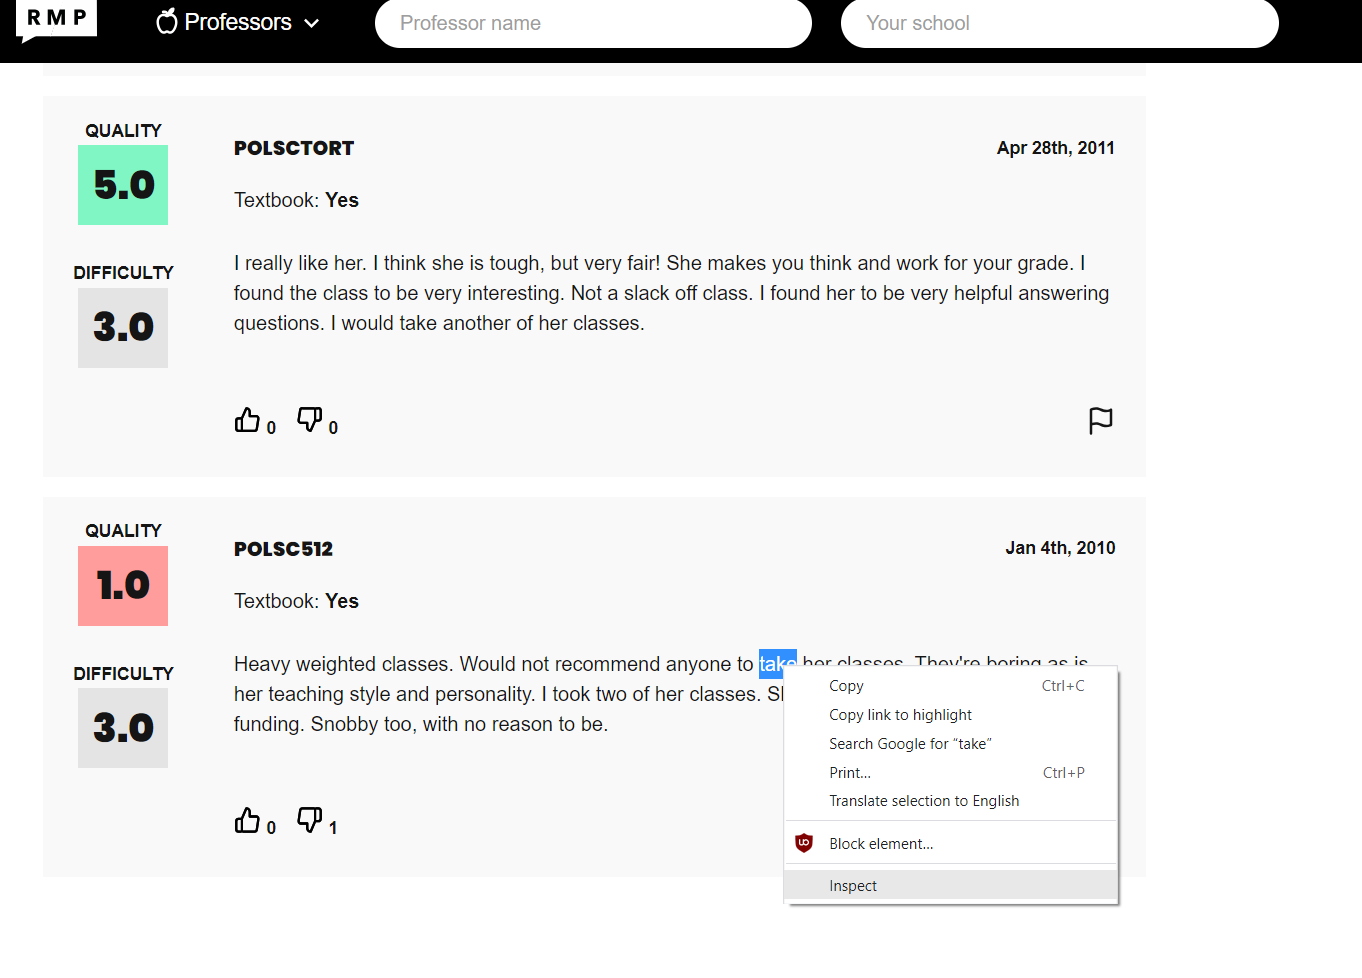 RMP
Professors
Professor name
Your school
QUALITY
5.0
DIFFICULTY
3.0
POLSCTORT
Apr 28th, 2011
Textbook: Yes
I really like her. I think she is tough, but very fair! She makes you think and work for your grade. I
found the class to be very interesting. Not a slack off class. I found her to be very helpful answering
questions. I would take another of her classes.
0
0
QUALITY
1.0
DIFFICULTY
3.0
POLSC512
Jan 4th, 2010
Textbook: Yes
Heavy weighted classes. Would not recommend anyone to take her classes. They're boring as is
her teaching style and personality. I took two of her classes.
funding. Snobby too, with no reason to be.
0
1
Copy Ctrl+C
Copy link to highlight
Search Google for “take”
Print... Ctrl+P
Translate selection to English
Block element...
Inspect